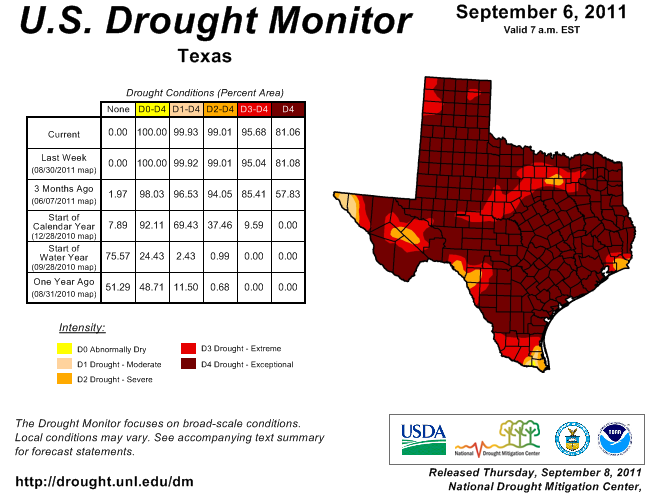 U.S. Drought Monitor
Texas
September 6, 2011
Valid 7 a.m. EST
Drought Conditions (Percent Area)
None D0-D4 D1-D4 D2-D4 D3-D4 D4
Current 0.00 100.00 99.93 99.01 95.68 81.06
Last Week
(08/30/2011 map)
0.00 100.00 99.92 99.01 95.04 81.08
3 Months Ago
(06/07/2011 map)
1.97 98.03 96.53 94.05 85.41 57.83
Start of
Calendar Year
(12/28/2010 map)
7.89 92.11 69.43 37.46 9.59 0.00
Start of
Water Year
(09/28/2010 map)
75.57 24.43 2.43 0.99 0.00 0.00
One Year Ago
(08/31/2010 map)
51.29 48.71 11.50 0.68 0.00 0.00
Intensity:
D0 Abnormally Dry
D1 Drought - Moderate
D2 Drought - Severe
D3 Drought - Extreme
D4 Drought - Exceptional
The Drought Monitor focuses on broad-scale conditions.
Local conditions may vary. See accompanying text summary
for forecast statements.
http://drought.unl.edu/dm
USDA
National Drought Mitigation Center
NOAA
Released Thursday, September 8, 2011
National Drought Mitigation Center,